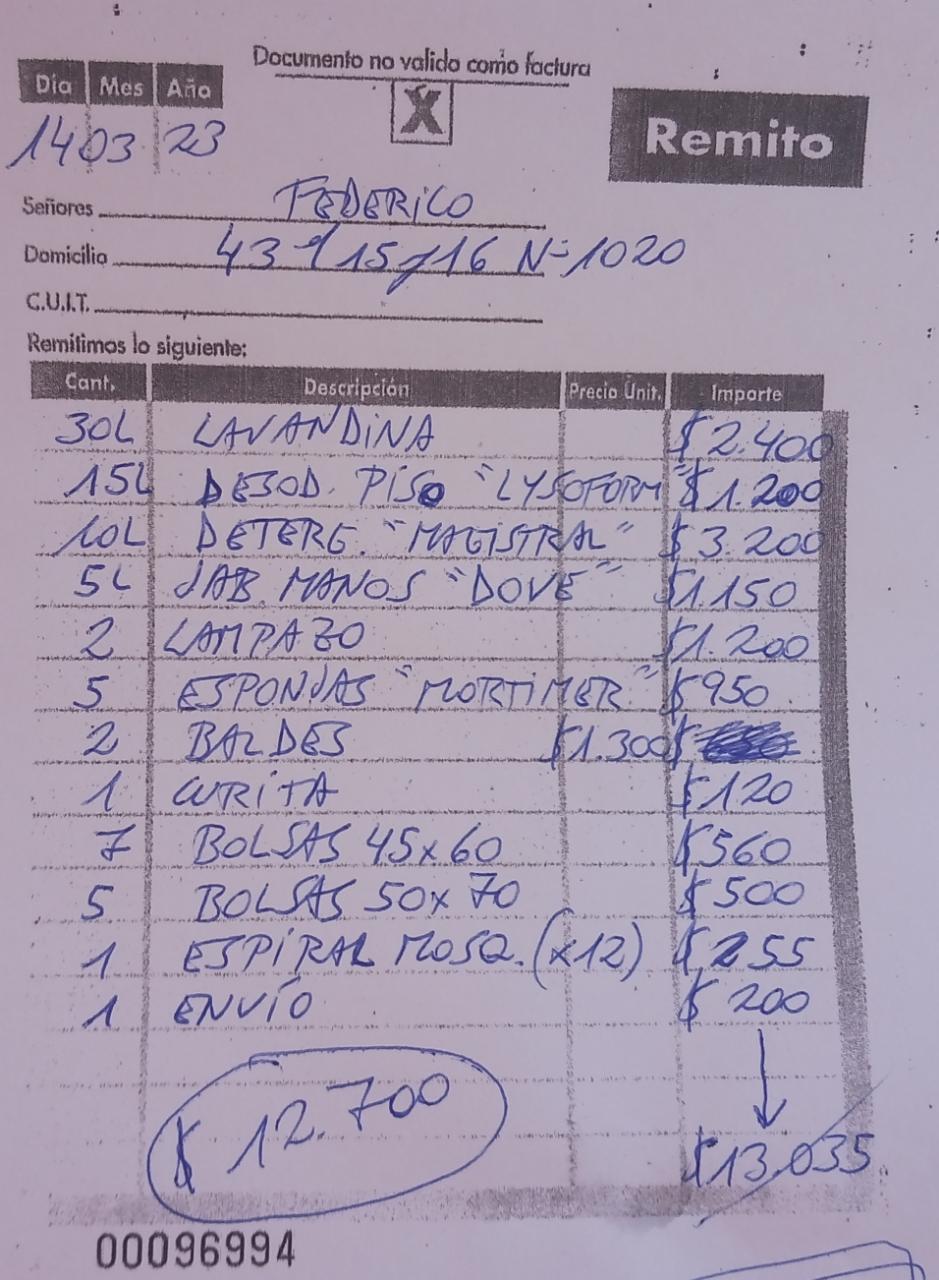 Documento no valido como factura
Día Mes Año
X
Remito
14 03 23
Señores FEDERICO
Domicilio 43 e/ 15 y 16 Nº 1020
C.U.I.T.
Remitimos lo siguiente:
Cant. Descripción Precio Unit. Importe
30L LAVANDINA $2.400
15L DESOD. PISO "LYSOFORM" $1.200
10L DETERG. "MAGISTRAL" $3.200
5L JAB. MANOS "DOVE" $1.150
2 LAMPAZO $1.200
5 ESPONJAS "MORTIMER" $950
2 BALDES $1.300 $
1 CURITA $120
7 BOLSAS 45x60 $560
5 BOLSAS 50x70 $500
1 ESPIRAL MOSQ. (x12) $255
1 ENVÍO $200
$12.700
$13.035
00096994